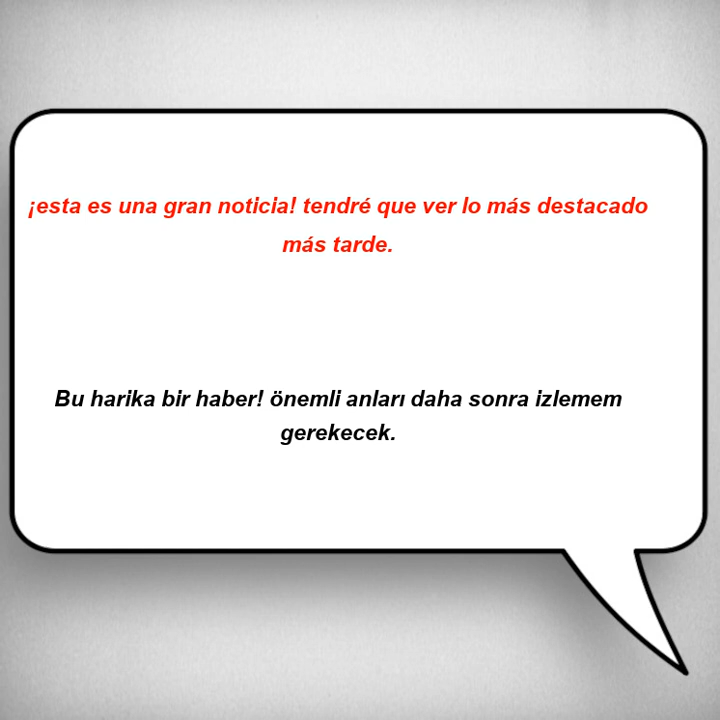 ¡esta es una gran noticia! tendré que ver lo más destacado
más tarde.
Bu harika bir haber! önemli anları daha sonra izlemem
gerekecek.